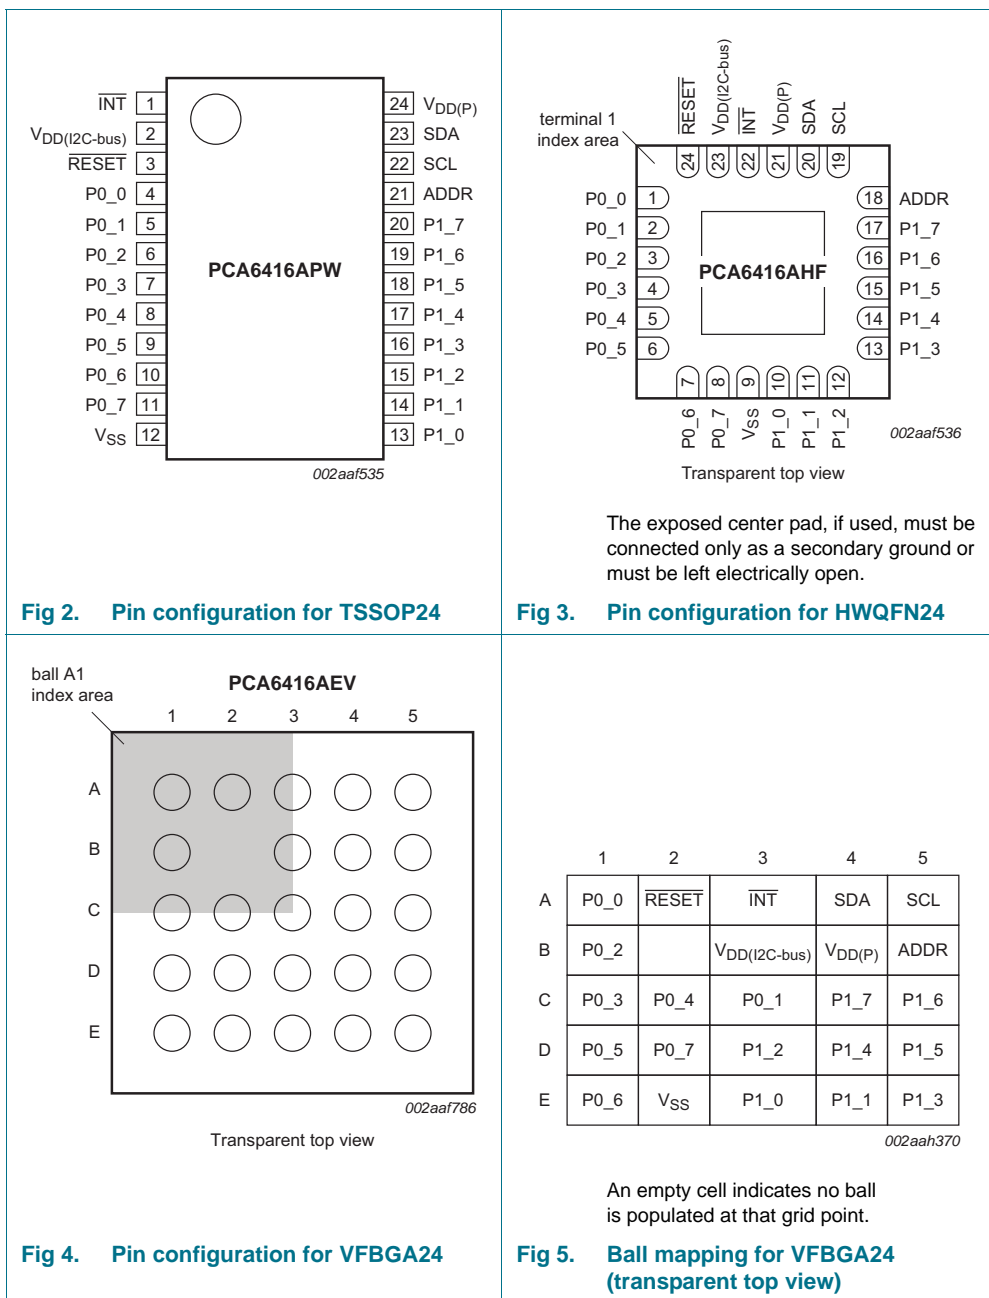 INT 1
VDD(I2C-bus) 2
RESET 3
P0_0 4
P0_1 5
P0_2 6
P0_3 7
P0_4 8
P0_5 9
P0_6 10
P0_7 11
VSS 12
PCA6416APW
24 VDD(P)
23 SDA
22 SCL
21 ADDR
20 P1_7
19 P1_6
18 P1_5
17 P1_4
16 P1_3
15 P1_2
14 P1_1
13 P1_0
002aaf535
Fig 2. Pin configuration for TSSOP24
terminal 1
index area
RESET 24
VDD(I2C-bus) 23
INT 22
VDD(P) 21
SDA 20
SCL 19
P0_0 1
P0_1 2
P0_2 3
P0_3 4
P0_4 5
P0_5 6
PCA6416AHF
18 ADDR
17 P1_7
16 P1_6
15 P1_5
14 P1_4
13 P1_3
7 P0_6
8 P0_7
9 VSS
10 P1_0
11 P1_1
12 P1_2
002aaf536
Transparent top view
The exposed center pad, if used, must be
connected only as a secondary ground or
must be left electrically open.
Fig 3. Pin configuration for HWQFN24
ball A1
index area
PCA6416AEV
1 2 3 4 5
A
B
C
D
E
002aaf786
Transparent top view
Fig 4. Pin configuration for VFBGA24
1 2 3 4 5
A P0_0 RESET INT SDA SCL
B P0_2 VDD(I2C-bus) VDD(P) ADDR
C P0_3 P0_4 P0_1 P1_7 P1_6
D P0_5 P0_7 P1_2 P1_4 P1_5
E P0_6 VSS P1_0 P1_1 P1_3
002aah370
An empty cell indicates no ball
is populated at that grid point.
Fig 5. Ball mapping for VFBGA24
(transparent top view)